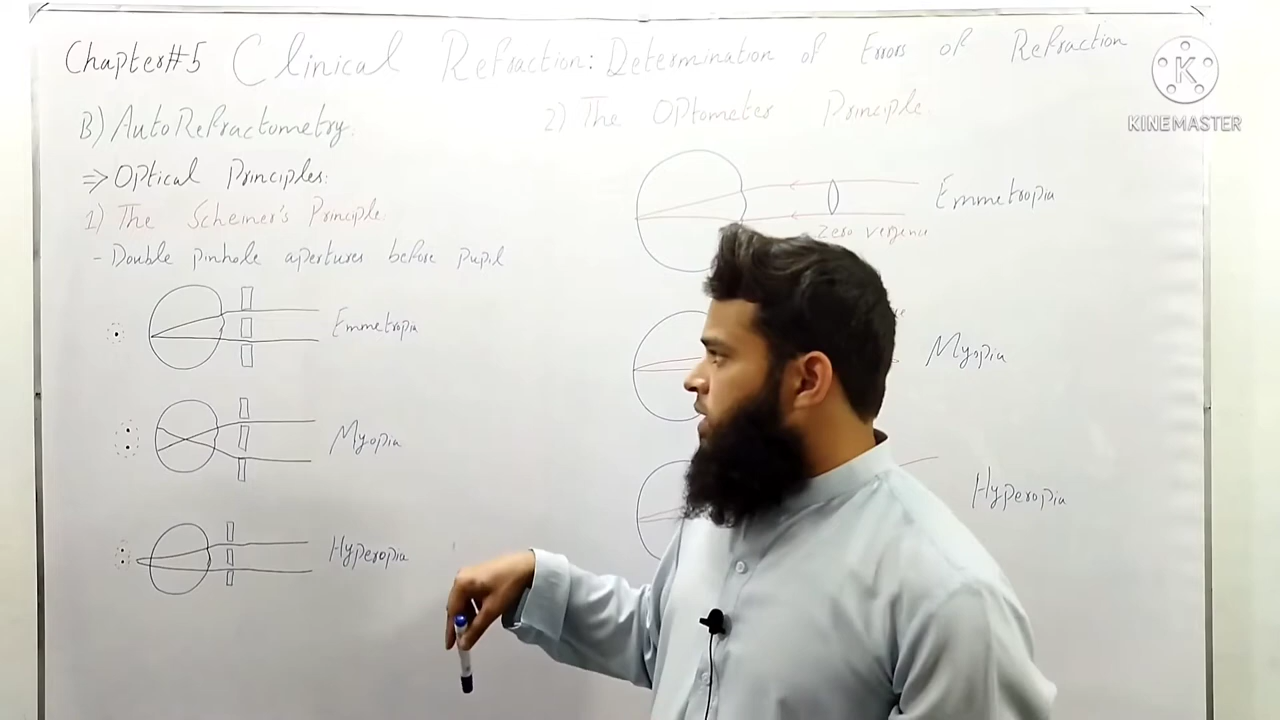 Chapter#5 Clinical Refraction: Determination of Errors of Refraction
KINEMASTER
B) AutoRefractometry
⇒ Optical Principles:
1) The Scheiner's Principle
- Double pinhole apertures before pupil
Emmetropia
Myopia
Hyperopia
2) The Optometer Principle
Emmetropia
zero vergence
Myopia
Hyperopia